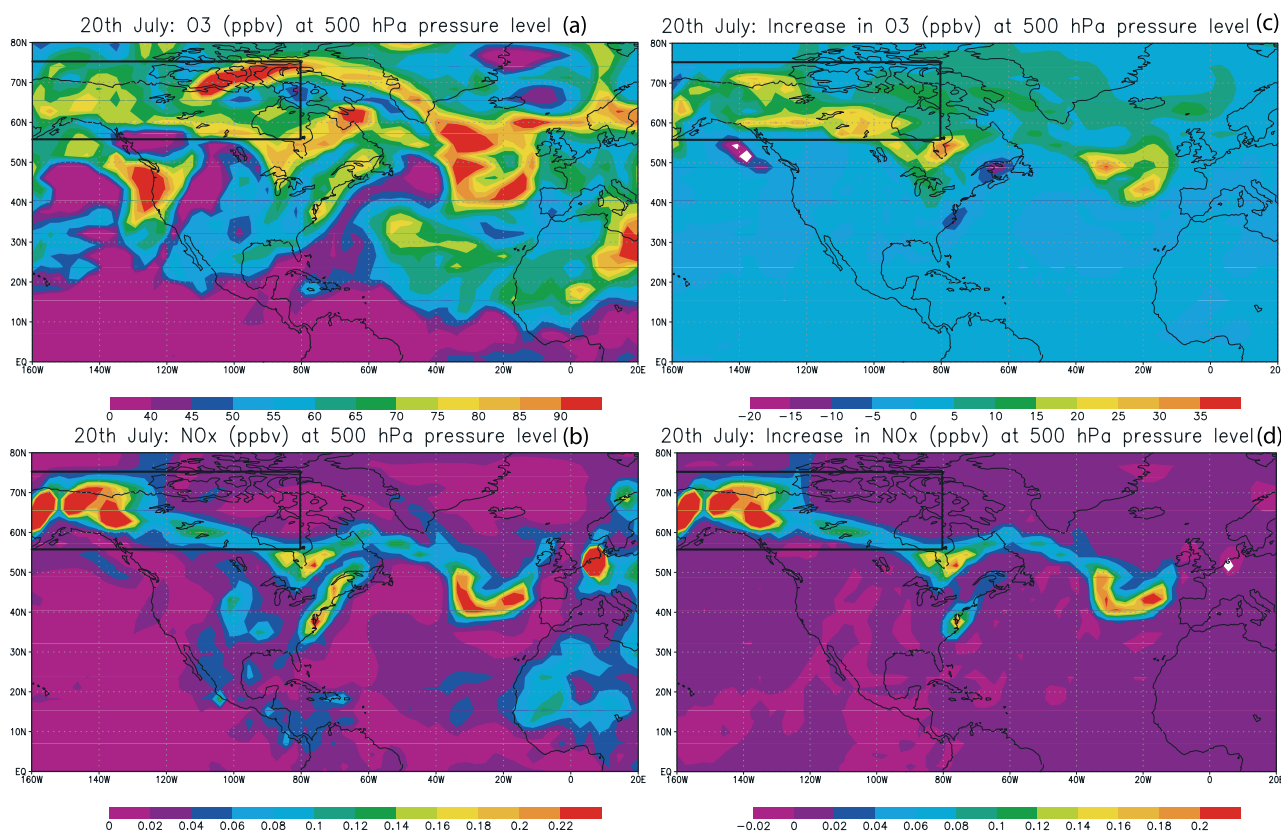 20th July: O3 (ppbv) at 500 hPa pressure level (a)
80N
70N
60N
50N
40N
30N
20N
10N
EQ
160W 140W 120W 100W 80W 60W 40W 20W 0 20E
0 40 45 50 55 60 65 70 75 80 85 90
20th July: Increase in O3 (ppbv) at 500 hPa pressure level (c)
80N
70N
60N
50N
40N
30N
20N
10N
EQ
160W 140W 120W 100W 80W 60W 40W 20W 0 20
−20 −15 −10 −5 0 5 10 15 20 25 30 35
20th July: NOx (ppbv) at 500 hPa pressure level (b)
80N
70N
60N
50N
40N
30N
20N
10N
EQ
160W 140W 120W 100W 80W 60W 40W 20W 0 20E
0 0.02 0.04 0.06 0.08 0.1 0.12 0.14 0.16 0.18 0.2 0.22
20th July: Increase in NOx (ppbv) at 500 hPa pressure level (d)
80N
70N
60N
50N
40N
30N
20N
10N
EQ
160W 140W 120W 100W 80W 60W 40W 20W 0 20E
−0.02 0 0.02 0.04 0.06 0.08 0.1 0.12 0.14 0.16 0.18 0.2